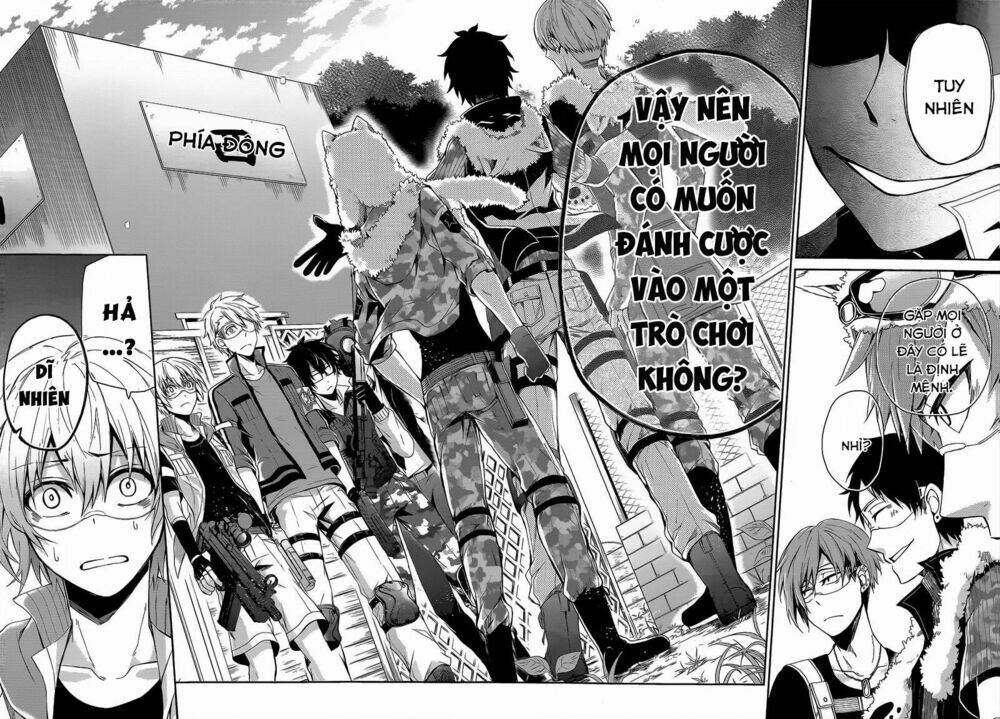 TUY
NHIÊN
GẶP MỌI
NGƯỜI Ở
ĐÂY CÓ LẼ
LÀ ĐỊNH
MỆNH.
NHỈ?
VẬY NÊN
MỌI NGƯỜI
CÓ MUỐN
ĐÁNH CƯỢC
VÀO MỘT
TRÒ CHƠI
KHÔNG?
PHÍA ĐÔNG
HẢ
...?
DĨ
NHIÊN